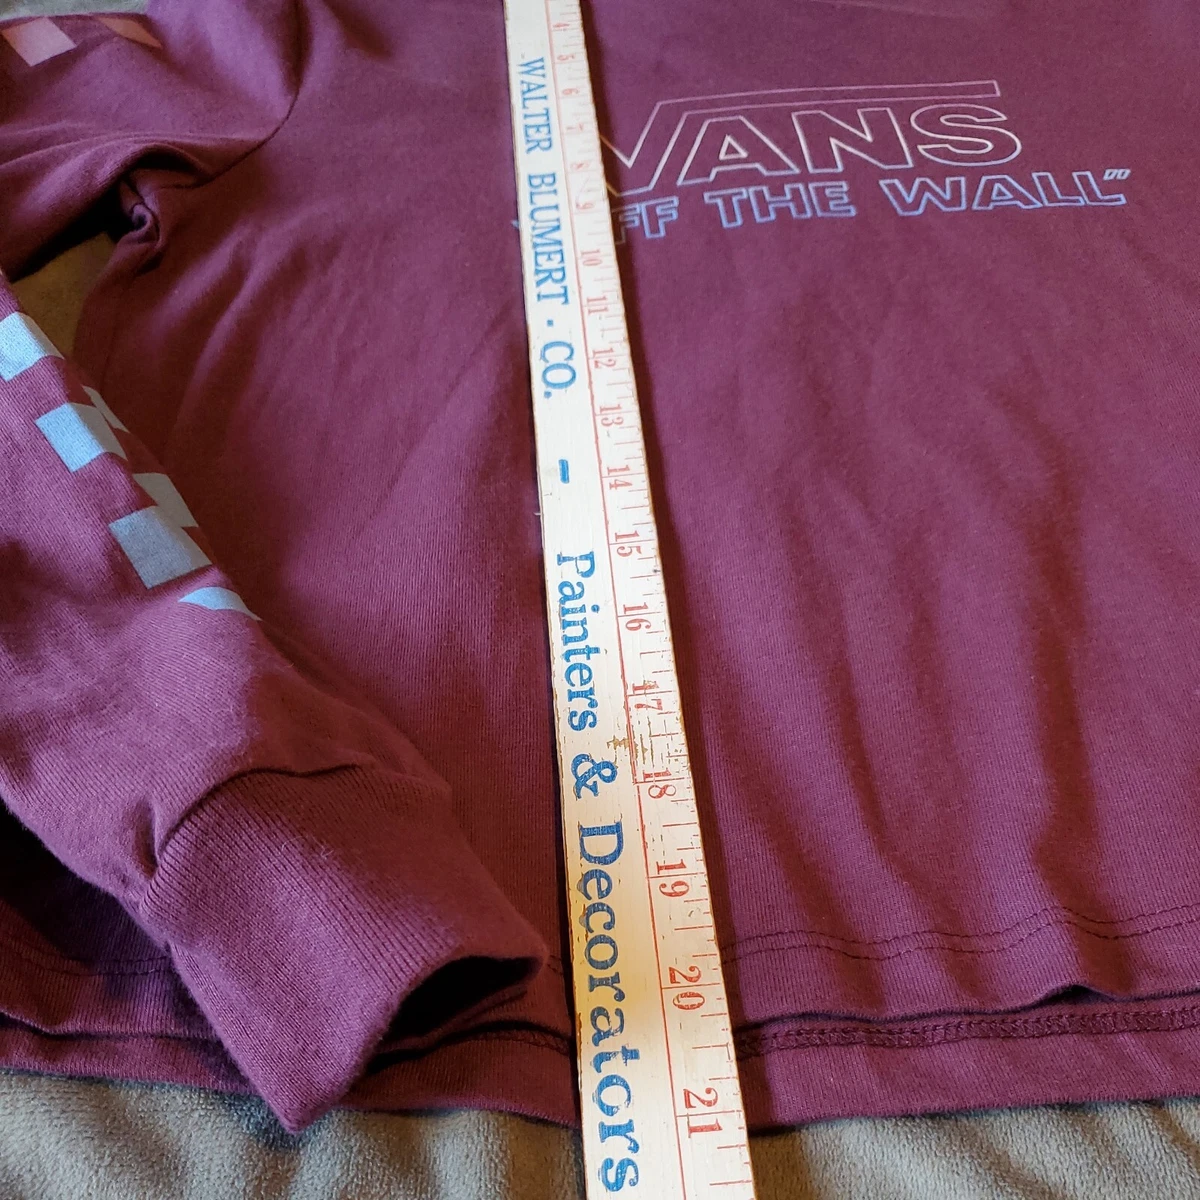 VANS
"OFF THE WALL"
WALTER BLUMERT · CO. – Painters & Decorators
4 5 6 7 8 9 10 11 12 13 14 15 16 17 18 19 20 21